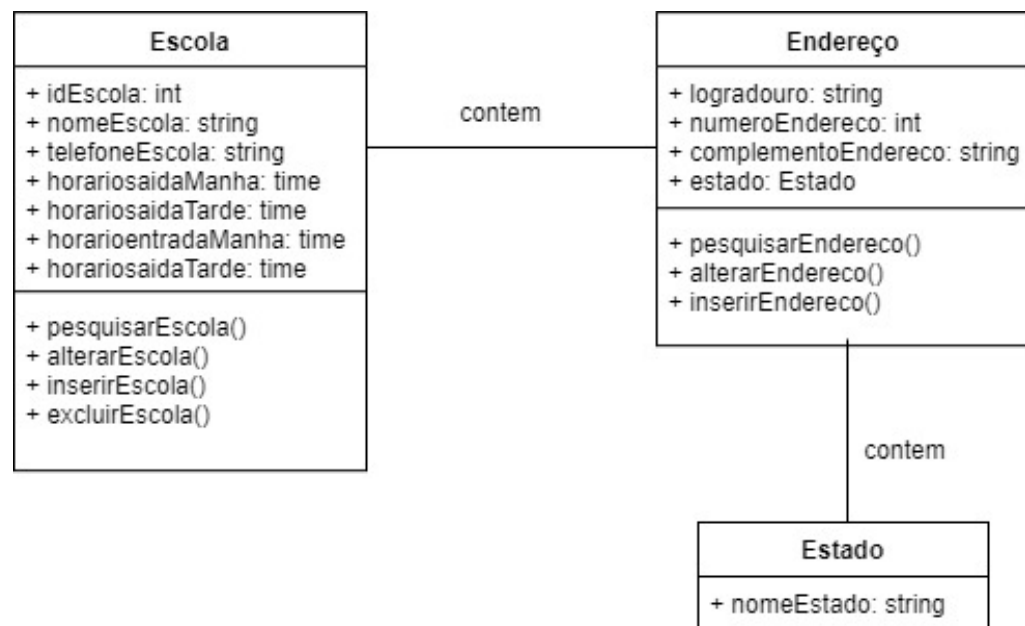 Escola
+ idEscola: int
+ nomeEscola: string
+ telefoneEscola: string
+ horariosaidaManha: time
+ horariosaidaTarde: time
+ horarioentradaManha: time
+ horariosaidaTarde: time
+ pesquisarEscola()
+ alterarEscola()
+ inserirEscola()
+ excluirEscola()
contem
Endereço
+ logradouro: string
+ numeroEndereco: int
+ complementoEndereco: string
+ estado: Estado
+ pesquisarEndereco()
+ alterarEndereco()
+ inserirEndereco()
contem
Estado
+ nomeEstado: string